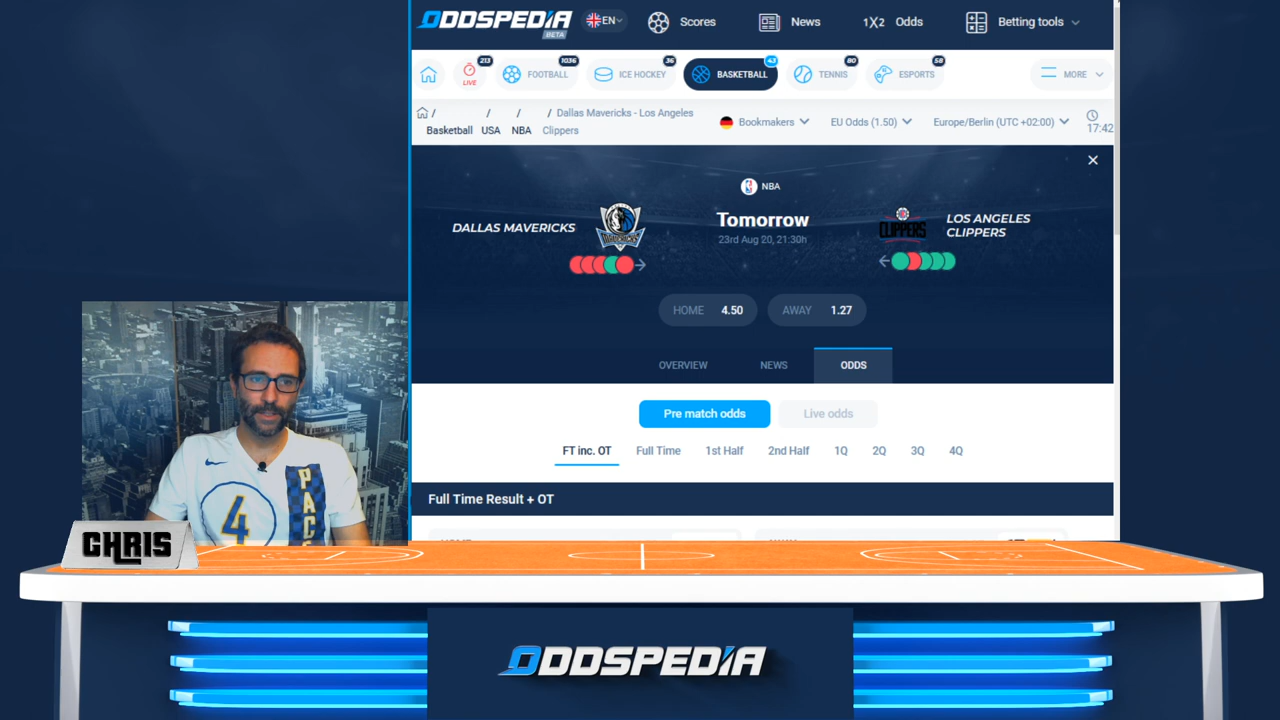 ODDSPEDIA
BETA
EN
Scores
News
1X2 Odds
Betting tools
213
LIVE
1036
FOOTBALL
36
ICE HOCKEY
43
BASKETBALL
80
TENNIS
58
ESPORTS
MORE
/ Basketball / USA / NBA / Dallas Mavericks - Los Angeles Clippers
Bookmakers
EU Odds (1.50)
Europe/Berlin (UTC +02:00)
17:42
NBA
DALLAS MAVERICKS
Tomorrow
23rd Aug 20, 21:30h
CLIPPERS
LOS ANGELES
CLIPPERS
HOME 4.50
AWAY 1.27
OVERVIEW
NEWS
ODDS
Pre match odds
Live odds
FT inc. OT
Full Time
1st Half
2nd Half
1Q
2Q
3Q
4Q
Full Time Result + OT
4
PAC
CHRIS
ODDSPEDIA